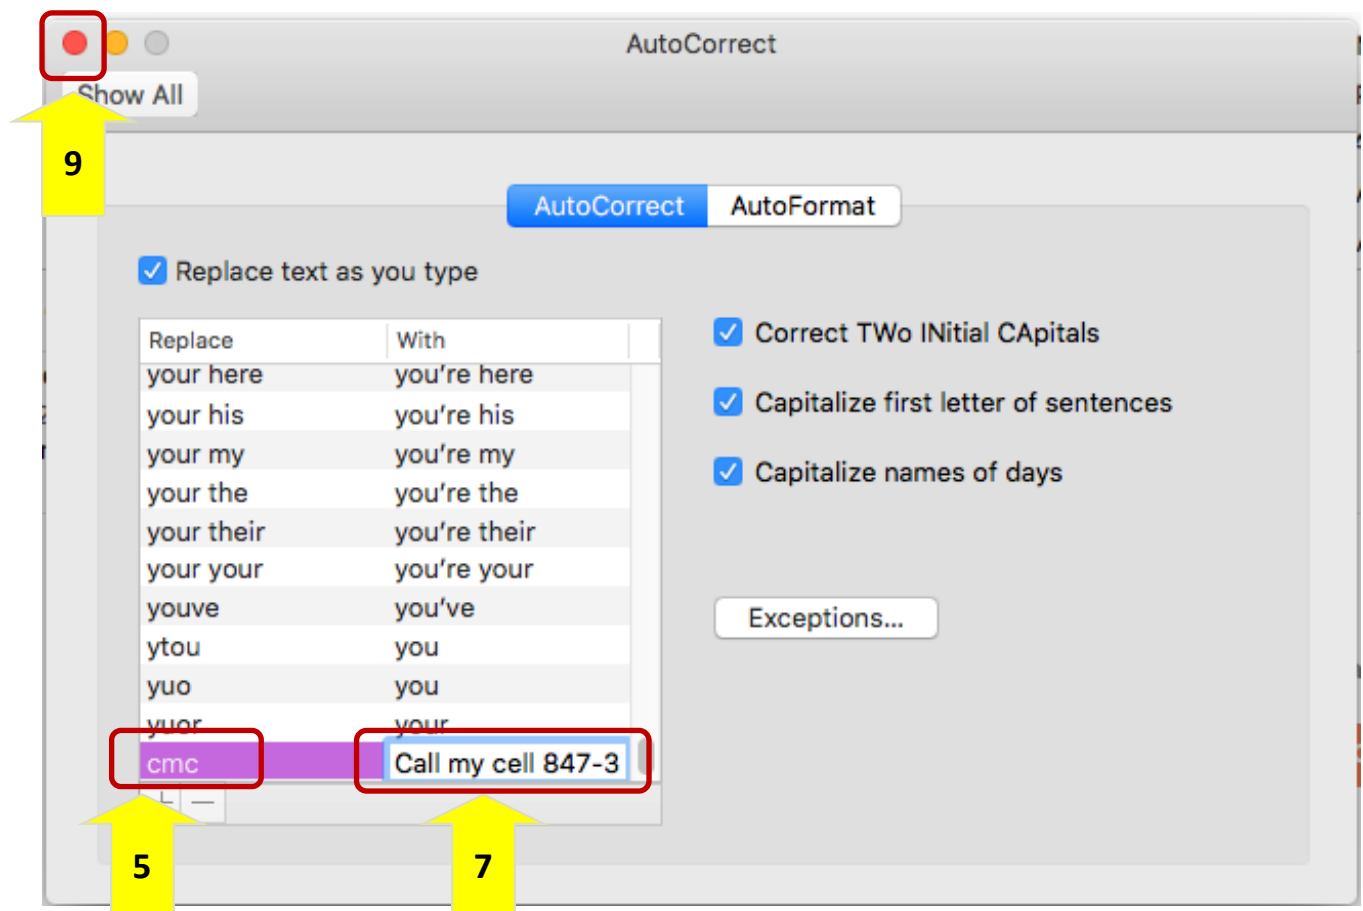 AutoCorrect
Show All
9
AutoCorrect AutoFormat
Replace text as you type
Replace With
your here you're here
your his you're his
your my you're my
your the you're the
your their you're their
your your you're your
youve you've
ytou you
yuo you
yuor your
cmc Call my cell 847-3
Correct TWo INitial CApitals
Capitalize first letter of sentences
Capitalize names of days
Exceptions...
5 7